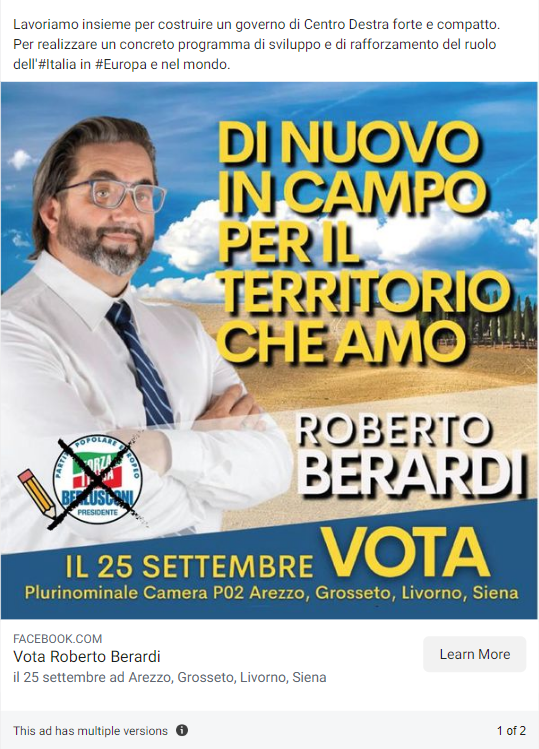 Lavoriamo insieme per costruire un governo di Centro Destra forte e compatto.
Per realizzare un concreto programma di sviluppo e di rafforzamento del ruolo
dell'#Italia in #Europa e nel mondo.
DI NUOVO
IN CAMPO
PER IL
TERRITORIO
CHE AMO
ROBERTO
BERARDI
PARTITO POPOLARE EUROPEO
FORZA
ITALIA
BERLUSCONI
PRESIDENTE
IL 25 SETTEMBRE VOTA
Plurinominale Camera P02 Arezzo, Grosseto, Livorno, Siena
FACEBOOK.COM
Vota Roberto Berardi
il 25 settembre ad Arezzo, Grosseto, Livorno, Siena
Learn More
This ad has multiple versions
1 of 2